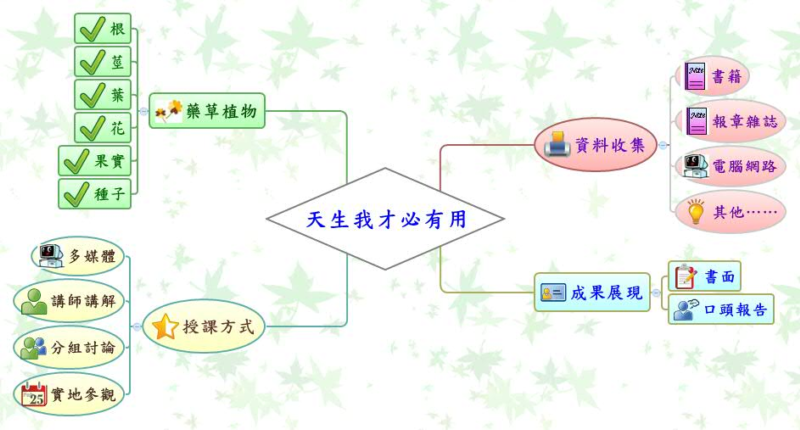 天生我才必有用
藥草植物
根
莖
葉
花
果實
種子
授課方式
多媒體
講師講解
分組討論
實地參觀
25
資料收集
Note
書籍
Note
報章雜誌
電腦網路
其他……
成果展現
書面
口頭報告